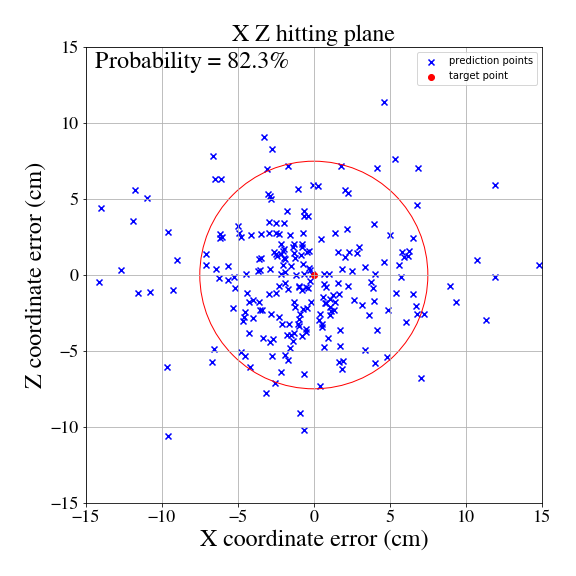 X Z hitting plane
Probability = 82.3%
prediction points
target point
15
10
5
0
−5
−10
−15
Z coordinate error (cm)
−15 −10 −5 0 5 10 15
X coordinate error (cm)